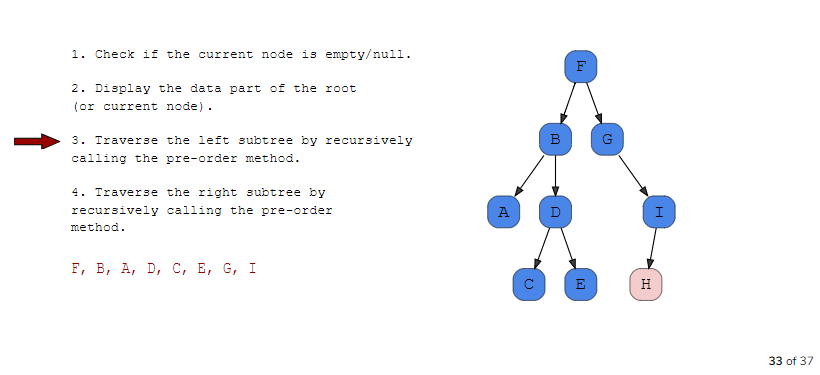 1. Check if the current node is empty/null.
2. Display the data part of the root
(or current node).
3. Traverse the left subtree by recursively
calling the pre-order method.
4. Traverse the right subtree by
recursively calling the pre-order
method.
F, B, A, D, C, E, G, I
F
B
G
A
D
I
C
E
H
33 of 37